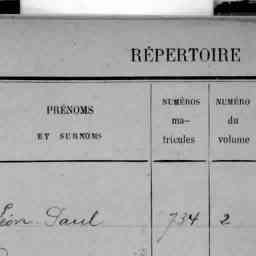 RÉPERTOIRE
PRÉNOMS
ET SURNOMS
NUMÉROS
ma-
tricules
NUMÉRO
du
volume
Léon Paul 734 2